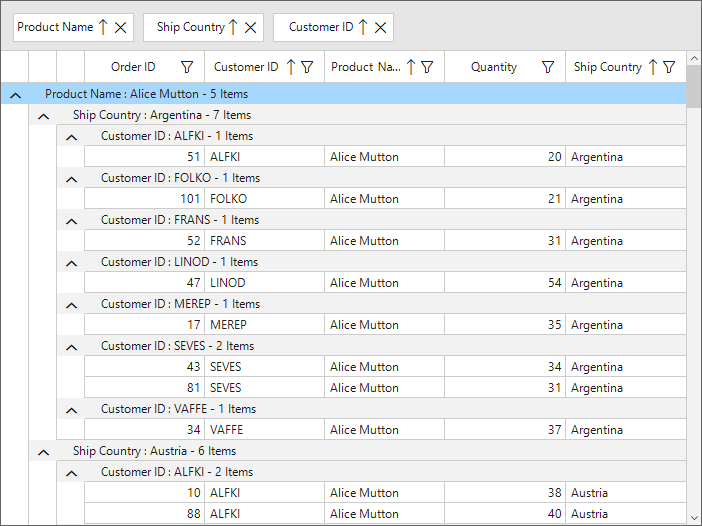 Product Name Ship Country Customer ID
Order ID Customer ID Product Na... Quantity Ship Country
Product Name : Alice Mutton - 5 Items
Ship Country : Argentina - 7 Items
Customer ID : ALFKI - 1 Items
51 ALFKI Alice Mutton 20 Argentina
Customer ID : FOLKO - 1 Items
101 FOLKO Alice Mutton 21 Argentina
Customer ID : FRANS - 1 Items
52 FRANS Alice Mutton 31 Argentina
Customer ID : LINOD - 1 Items
47 LINOD Alice Mutton 54 Argentina
Customer ID : MEREP - 1 Items
17 MEREP Alice Mutton 35 Argentina
Customer ID : SEVES - 2 Items
43 SEVES Alice Mutton 34 Argentina
81 SEVES Alice Mutton 31 Argentina
Customer ID : VAFFE - 1 Items
34 VAFFE Alice Mutton 37 Argentina
Ship Country : Austria - 6 Items
Customer ID : ALFKI - 2 Items
10 ALFKI Alice Mutton 38 Austria
88 ALFKI Alice Mutton 40 Austria